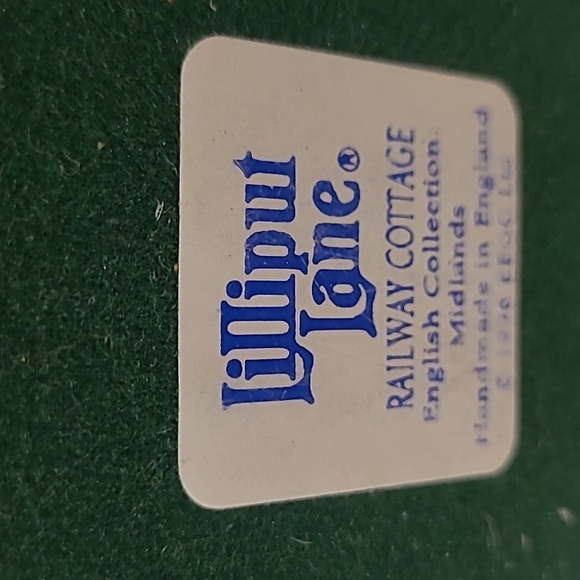 Lilliput
Lane®
RAILWAY COTTAGE
English Collection:
Midlands
Handmade in England
©